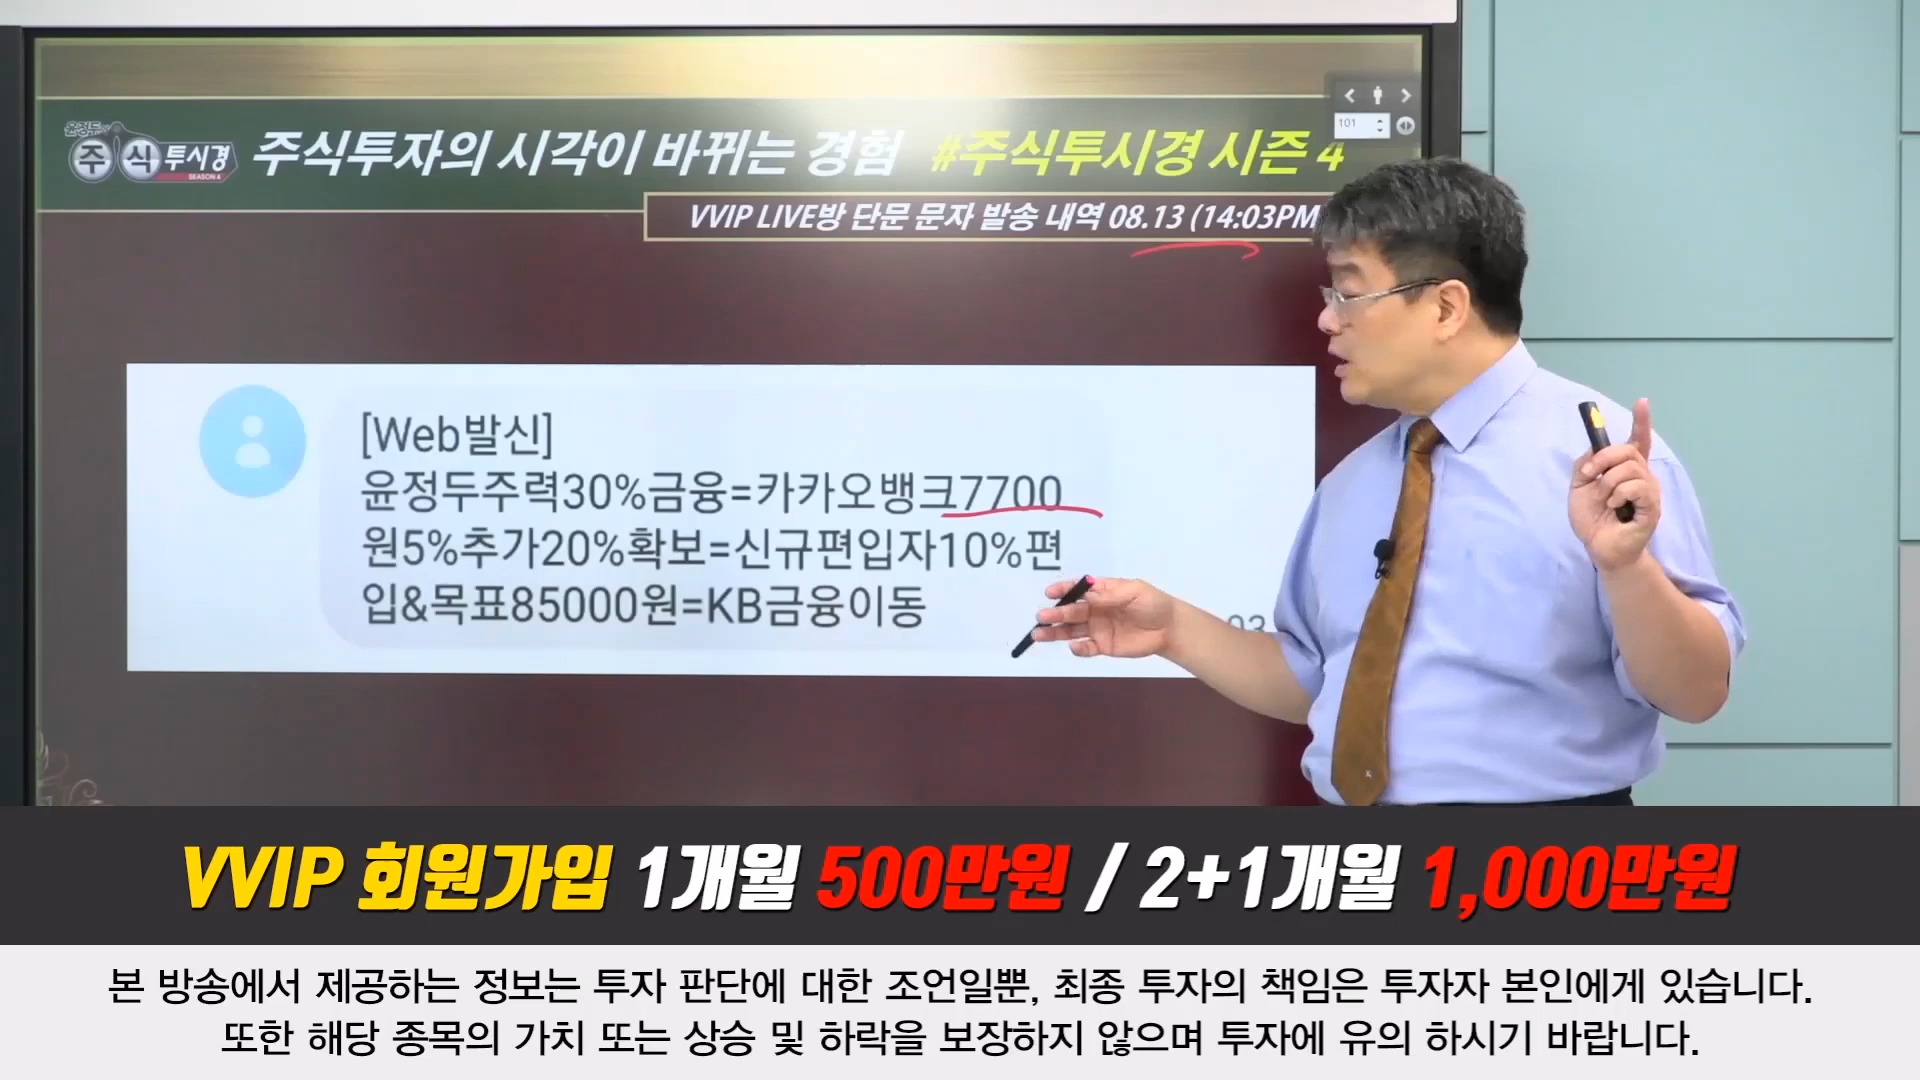 윤정두의
주식투시경
SEASON 4
주식투자의 시각이 바뀌는 경험 #주식투시경 시즌 4
101
VVIP LIVE방 단문 문자 발송 내역 08.13 (14:03PM
[Web발신]
윤정두주력30%금융=카카오뱅크7700
원5%추가20%확보=신규편입자10%편
입&목표85000원=KB금융이동
03
VVIP 회원가입 1개월 500만원 / 2+1개월 1,000만원
본 방송에서 제공하는 정보는 투자 판단에 대한 조언일뿐, 최종 투자의 책임은 투자자 본인에게 있습니다.
또한 해당 종목의 가치 또는 상승 및 하락을 보장하지 않으며 투자에 유의 하시기 바랍니다.